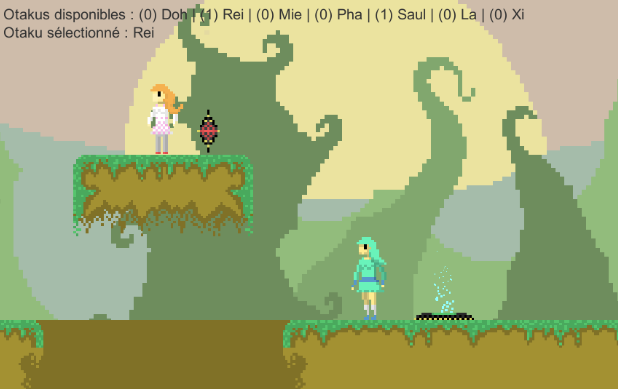 Otakus disponibles : (0) Doh | (1) Rei | (0) Mie | (0) Pha | (1) Saul | (0) La | (0) Xi
Otaku sélectionné : Rei